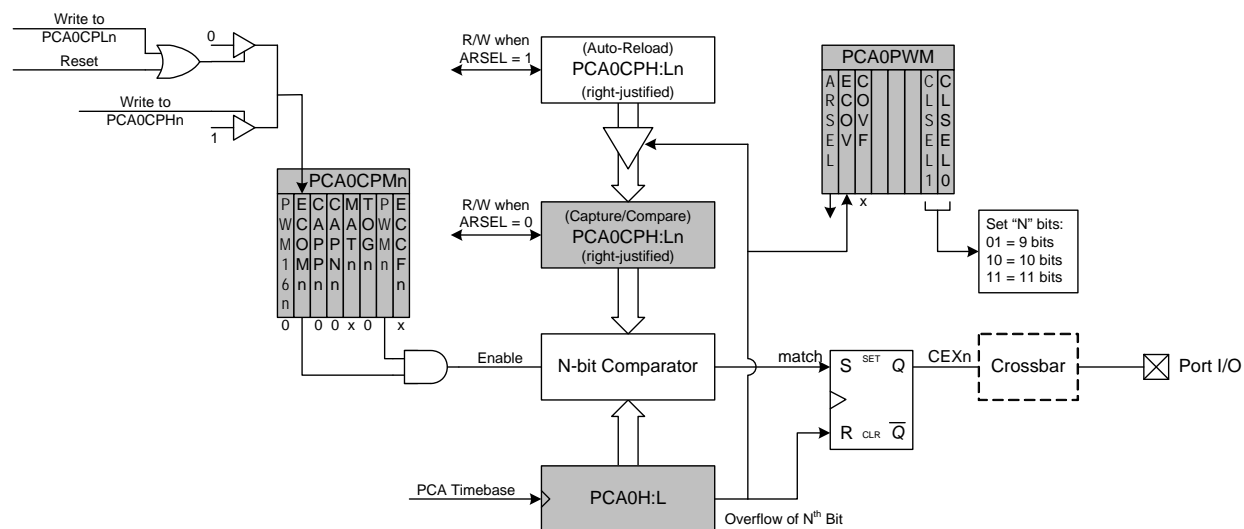 Write to
PCA0CPLn
Reset
0
Write to
PCA0CPHn
1
R/W when
ARSEL = 1
(Auto-Reload)
PCA0CPH:Ln
(right-justified)
PCA0PWM
ARSEL
ECOV
COVF
CLSEL1
CLSEL0
x
PCA0CPMn
PWM16n
ECOMn
CAPPn
CAPNn
MATn
TOGn
PWMn
ECCFn
0 0 0 x 0 x
R/W when
ARSEL = 0
(Capture/Compare)
PCA0CPH:Ln
(right-justified)
Set “N” bits:
01 = 9 bits
10 = 10 bits
11 = 11 bits
Enable
N-bit Comparator
match
S SET Q
R CLR Q
CEXn
Crossbar
Port I/O
PCA Timebase
PCA0H:L
Overflow of Nth Bit